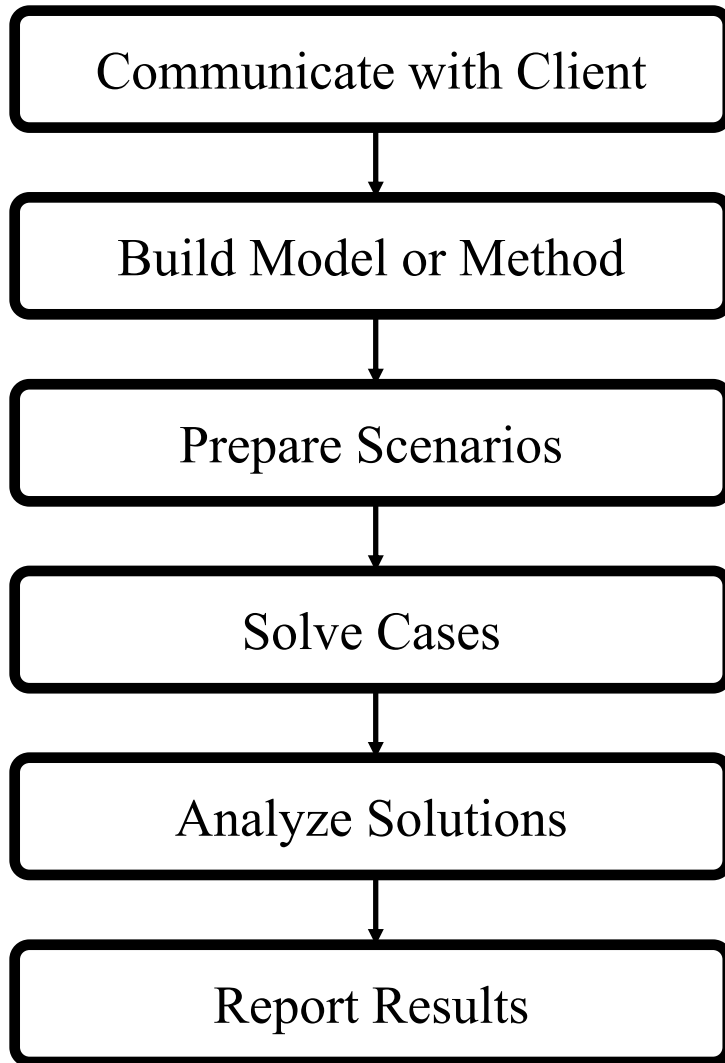 Communicate with Client
Build Model or Method
Prepare Scenarios
Solve Cases
Analyze Solutions
Report Results